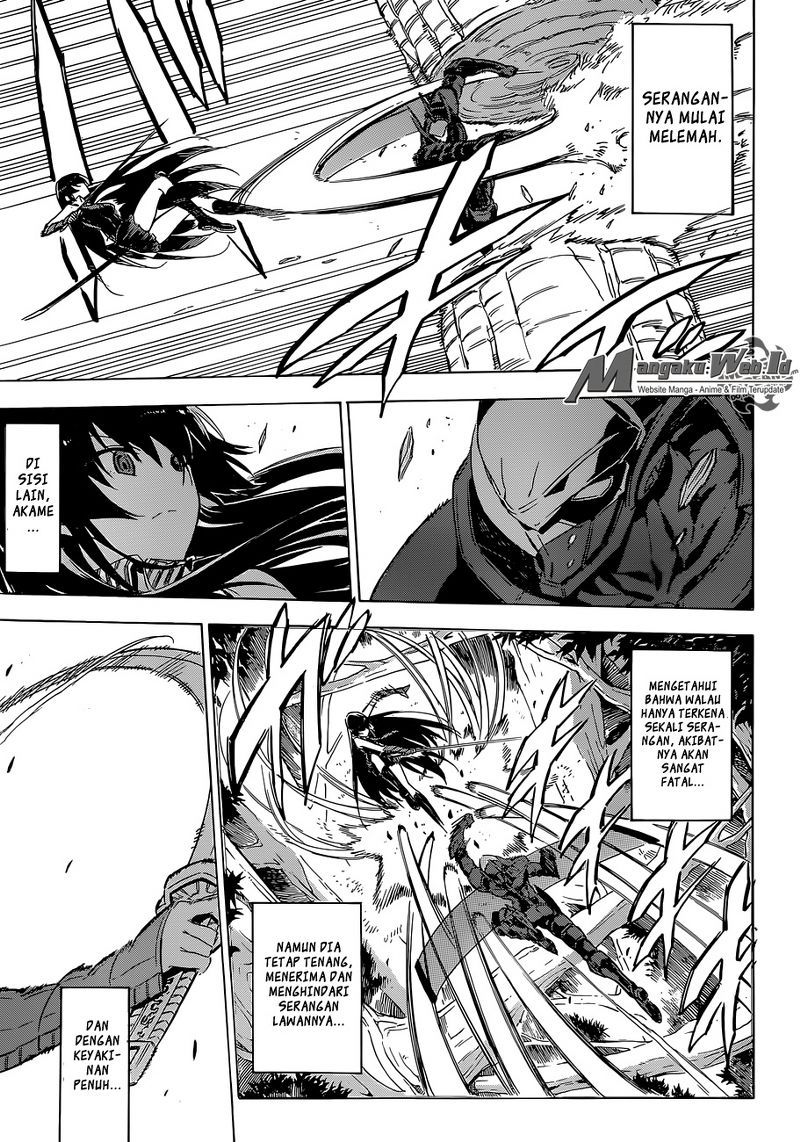 SERANGAN-
NYA MULAI
MELEMAH.
Mangaku.Web.Id
Website Manga - Anime & Film Terupdate
DI
SISI
LAIN,
AKAME
...
MENGETAHUI
BAHWA WALAU
HANYA TERKENA
SEKALI SERA-
NGAN, AKIBAT-
NYA AKAN
SANGAT
FATAL...
NAMUN DIA
TETAP TENANG,
MENERIMA DAN
MENGHINDARI
SERANGAN
LAWANNYA...
DAN
DENGAN
KEYAKI-
NAN
PENUH...